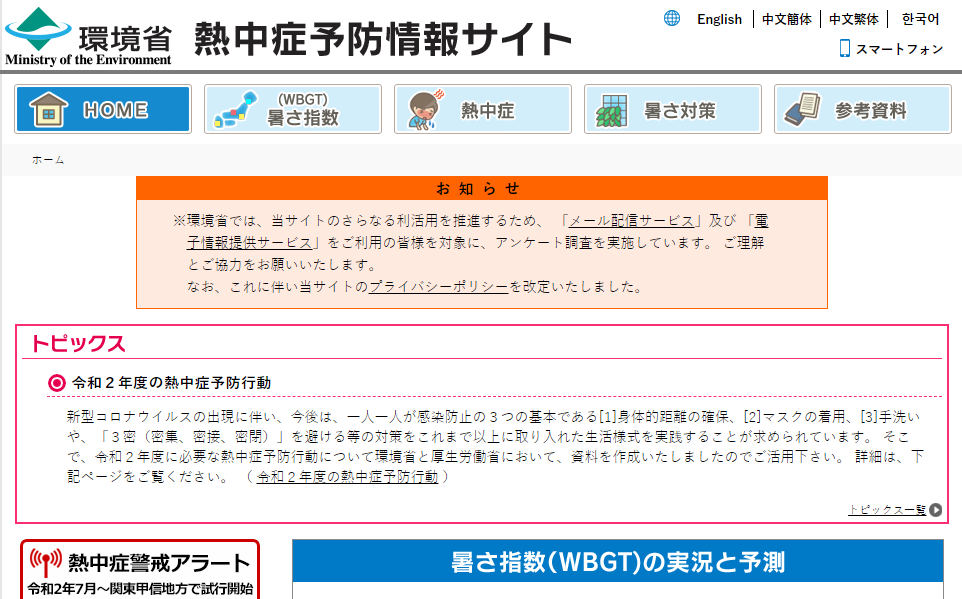 環境省
Ministry of the Environment
熱中症予防情報サイト
English 中文简体 中文繁体 한국어
スマートフォン
HOME
(WBGT)
暑さ指数
熱中症
暑さ対策
参考資料
ホーム
お知らせ
※環境省では、当サイトのさらなる利活用を推進するため、「メール配信サービス」及び「電
子情報提供サービス」をご利用の皆様を対象に、アンケート調査を実施しています。 ご理解
とご協力をお願いいたします。
なお、これに伴い当サイトのプライバシーポリシーを改定いたしました。
トピックス
令和２年度の熱中症予防行動
新型コロナウイルスの出現に伴い、今後は、一人一人が感染防止の３つの基本である[1]身体的距離の確保、[2]マスクの着用、[3]手洗い
や、「３密（密集、密接、密閉）」を避ける等の対策をこれまで以上に取り入れた生活様式を実践することが求められています。 そこ
で、令和２年度に必要な熱中症予防行動について環境省と厚生労働省において、資料を作成いたしましたのでご活用下さい。 詳細は、下
記ページをご覧ください。 （ 令和２年度の熱中症予防行動 ）
トピックス一覧
熱中症警戒アラート
令和2年7月～関東甲信地方で試行開始
暑さ指数(WBGT)の実況と予測